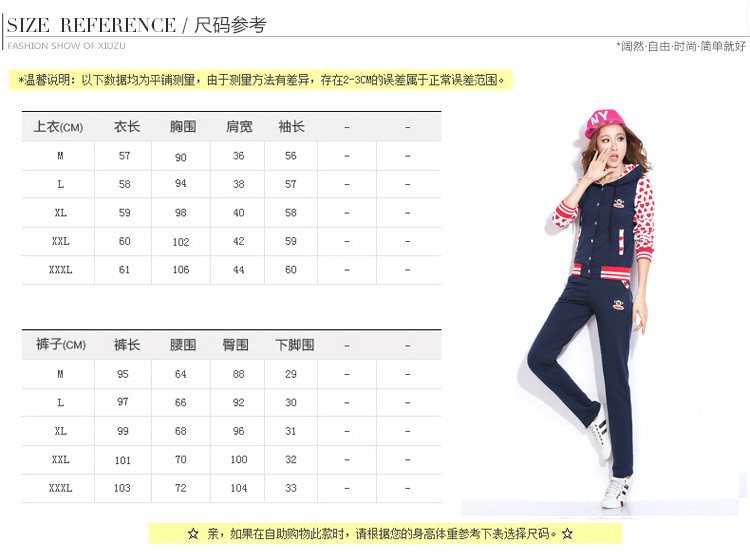 SIZE REFERENCE / 尺码参考
FASHION SHOW OF XIUZU
*阔然·自由·时尚·简单就好
*温馨说明：以下数据均为平铺测量，由于测量方法有差异，存在2-3CM的误差属于正常误差范围。
上衣(CM) 衣长 胸围 肩宽 袖长 - -
M 57 90 36 56 - -
L 58 94 38 57 - -
XL 59 98 40 58 - -
XXL 60 102 42 59 - -
XXXL 61 106 44 60 - -
裤子(CM) 裤长 腰围 臀围 下脚围 - -
M 95 64 88 29 - -
L 97 66 92 30 - -
XL 99 68 96 31 - -
XXL 101 70 100 32 - -
XXXL 103 72 104 33 - -
NY
☆ 亲，如果在自助购物此款时，请根据您的身高体重参考下表选择尺码。☆